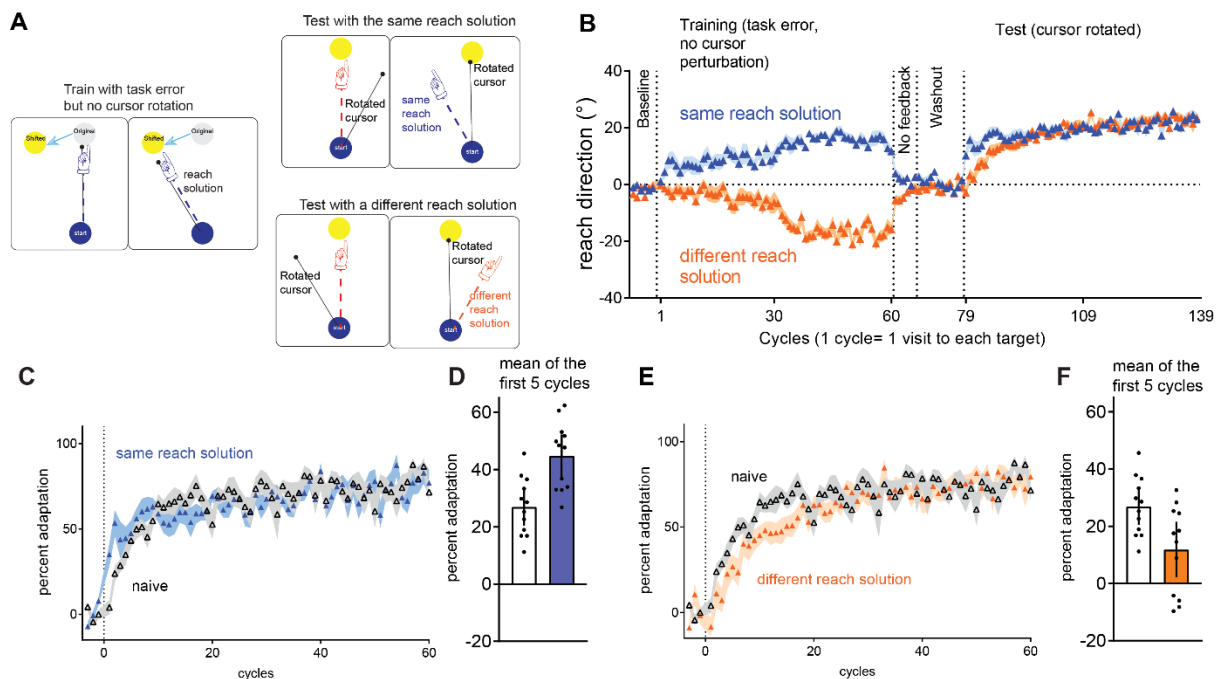 A
Train with task error
but no cursor rotation
Shifted
Original
start
Shifted
Original
reach
solution
start
Test with the same reach solution
Rotated
cursor
start
Rotated
cursor
same
reach
solution
start
Test with a different reach solution
Rotated
cursor
start
Rotated
cursor
different
reach
solution
start
B
Training (task error,
no cursor
perturbation)
Test (cursor rotated)
Baseline
No feedback
Washout
same reach solution
different reach
solution
reach direction (°)
40
20
0
-20
-40
1
30
60
79
109
139
Cycles (1 cycle= 1 visit to each target)
C
same reach solution
naive
percent adaptation
100
50
0
0
20
40
60
cycles
D
mean of the
first 5 cycles
percent adaptation
60
40
20
0
-20
E
naive
different reach solution
percent adaptation
100
50
0
0
20
40
60
cycles
F
mean of the
first 5 cycles
percent adaptation
60
40
20
0
-20